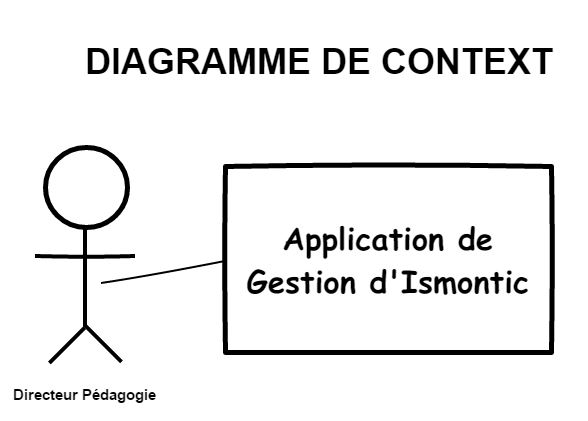 DIAGRAMME DE CONTEXT
Application de
Gestion d'Ismontic
Directeur Pédagogie